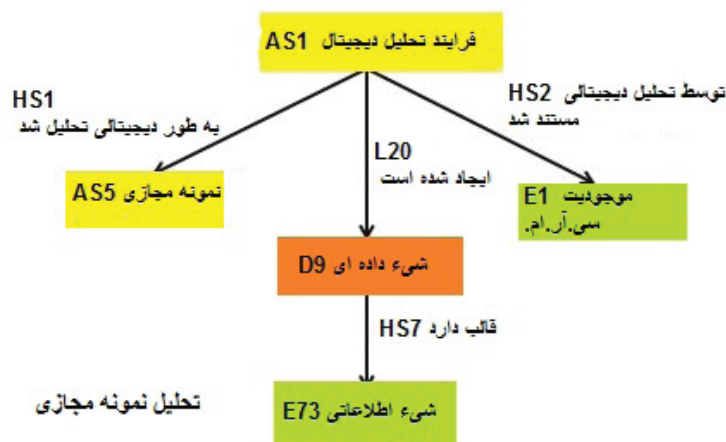 فرایند تحلیل دیجیتال AS1
HS1
به طور دیجیتالی تحلیل شد
توسط تحلیل دیجیتالی HS2
مستند شد
L20
ایجاد شده است
نمونه مجازی AS5
موجودیت E1
سی.آر.ام.
شیء داده ای D9
قالب دارد HS7
شیء اطلاعاتی E73
تحلیل نمونه مجازی